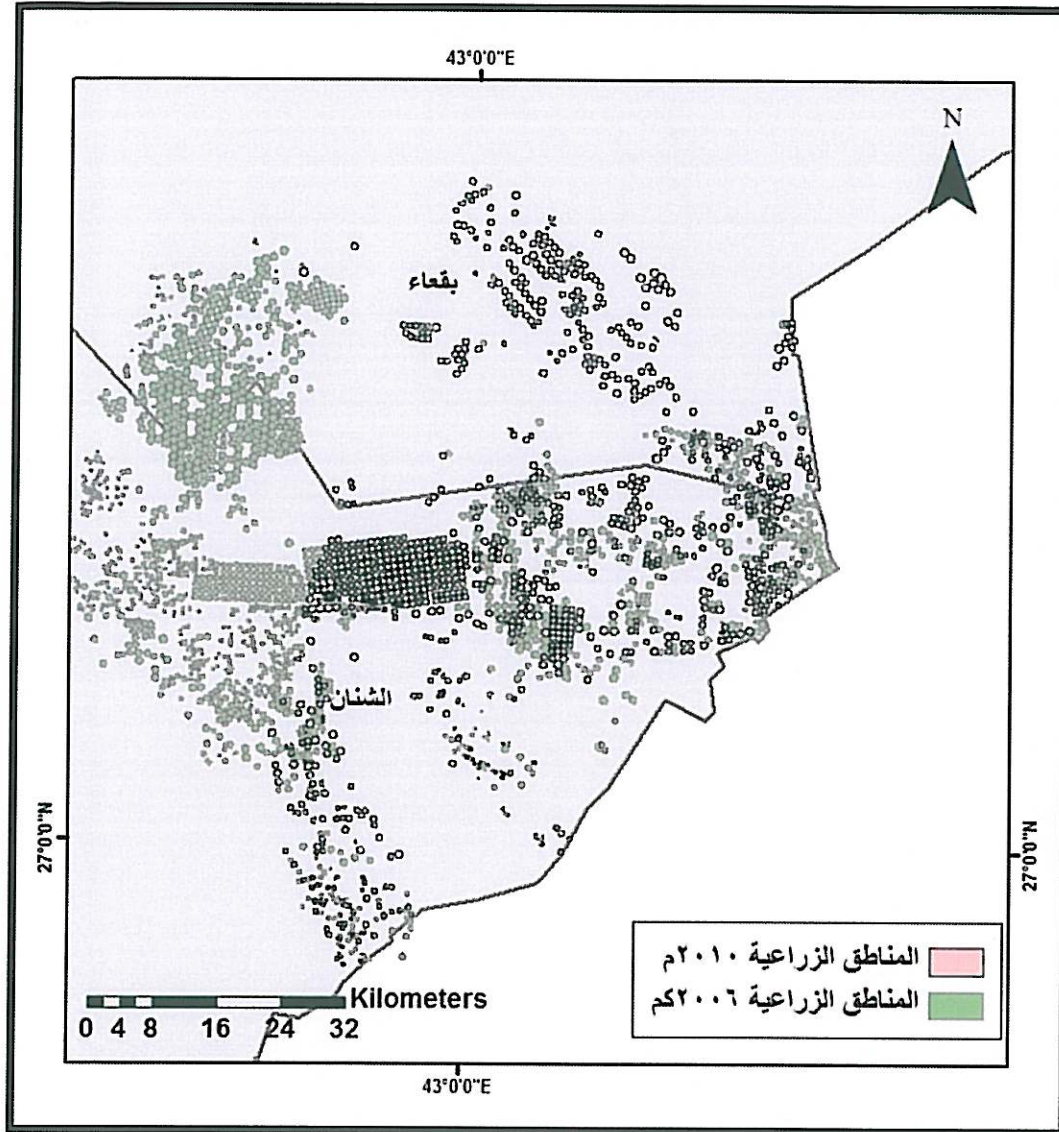 43°0'0"E
N
بقعاء
الشنان
27°0'0"N
27°0'0"N
المناطق الزراعية ٢٠١٠م
المناطق الزراعية ٢٠٠٦كم
Kilometers
0 4 8 16 24 32
43°0'0"E